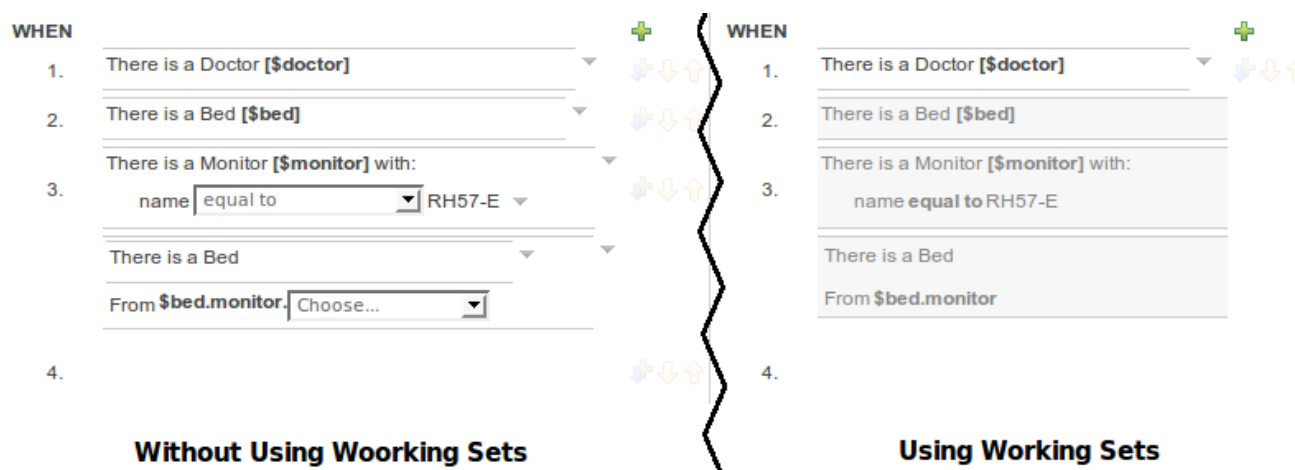 WHEN
1. There is a Doctor [$doctor]
2. There is a Bed [$bed]
There is a Monitor [$monitor] with:
3. name equal to RH57-E
There is a Bed
From $bed.monitor. Choose...
4.
Without Using Woorking Sets
WHEN
1. There is a Doctor [$doctor]
2. There is a Bed [$bed]
There is a Monitor [$monitor] with:
3. name equal to RH57-E
There is a Bed
From $bed.monitor
4.
Using Working Sets